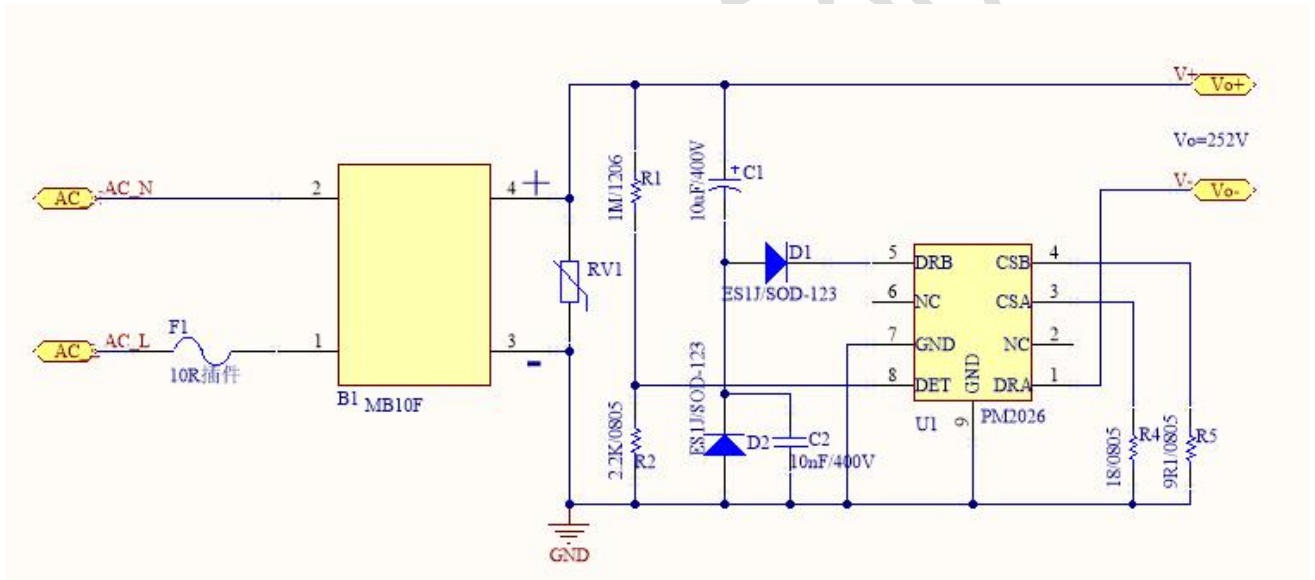 V+
Vo+
Vo=252V
V-
Vo-
AC_
AC_N
2
4
+
R1
1M/1206
10uF/400V
+
C1
RV1
D1
ES1J/SOD-123
5
DRB
CSB
4
6
NC
CSA
3
7
GND
NC
2
8
DET
GND
DRA
1
U1
9
PM2026
F1
AC_
AC_L
10R插件
1
3
-
B1
MB10F
2.2K/0805
R2
ES1J/SOD-123
D2
C2
10nF/400V
18/0805
R4
9R1/0805
R5
GND